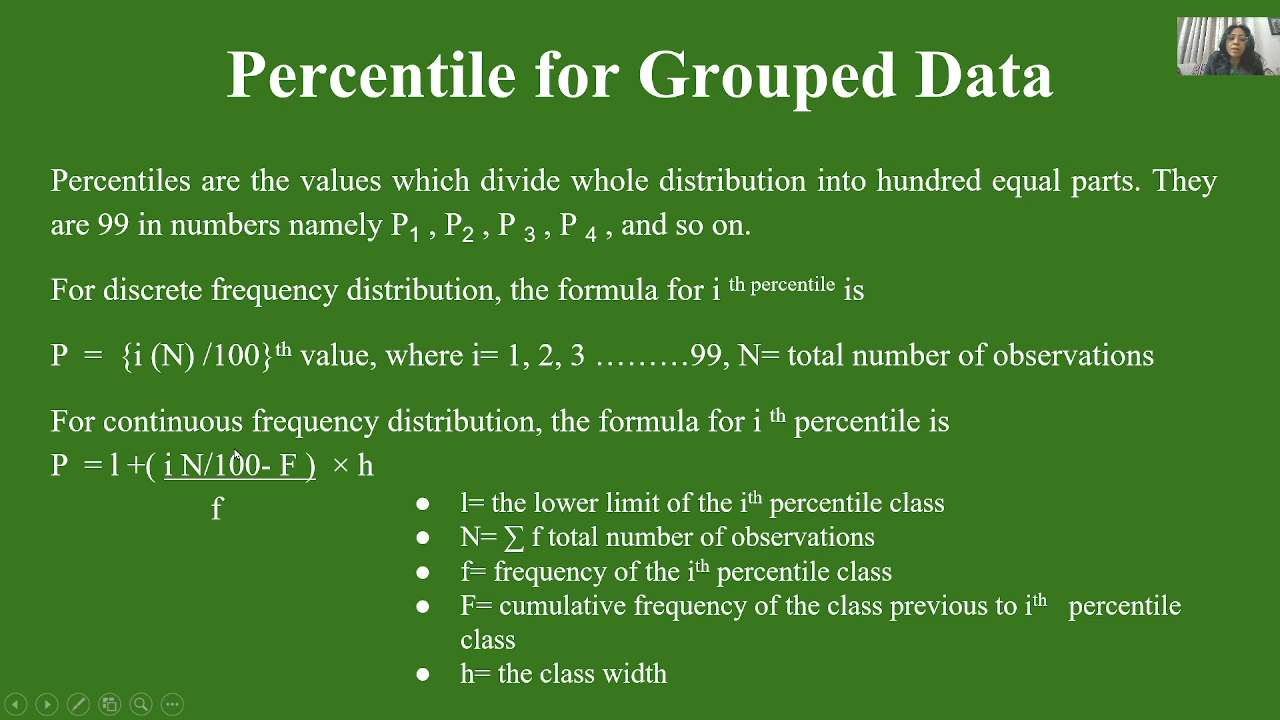 Percentile for Grouped Data
Percentiles are the values which divide whole distribution into hundred equal parts. They
are 99 in numbers namely P₁ , P₂ , P ₃ , P ₄ , and so on.
For discrete frequency distribution, the formula for i ᵗʰ ᵖᵉʳᶜᵉⁿᵗⁱˡᵉ is
P = {i (N) /100}ᵗʰ value, where i= 1, 2, 3 ………99, N= total number of observations
For continuous frequency distribution, the formula for i ᵗʰ percentile is
P = l +( i N/100- F ) × h
f
● l= the lower limit of the iᵗʰ percentile class
● N= ∑ f total number of observations
● f= frequency of the iᵗʰ percentile class
● F= cumulative frequency of the class previous to iᵗʰ percentile
class
● h= the class width